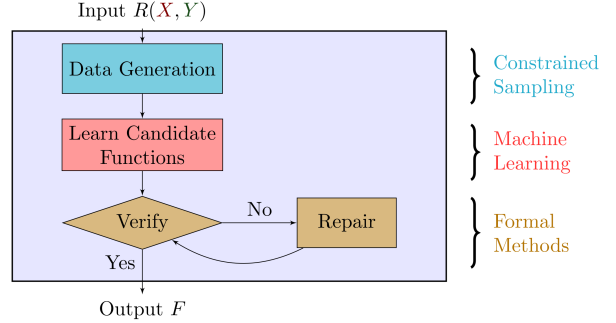 Input R(X, Y)
Data Generation
Constrained
Sampling
Learn Candidate
Functions
Machine
Learning
Verify
No
Repair
Formal
Methods
Yes
Output F